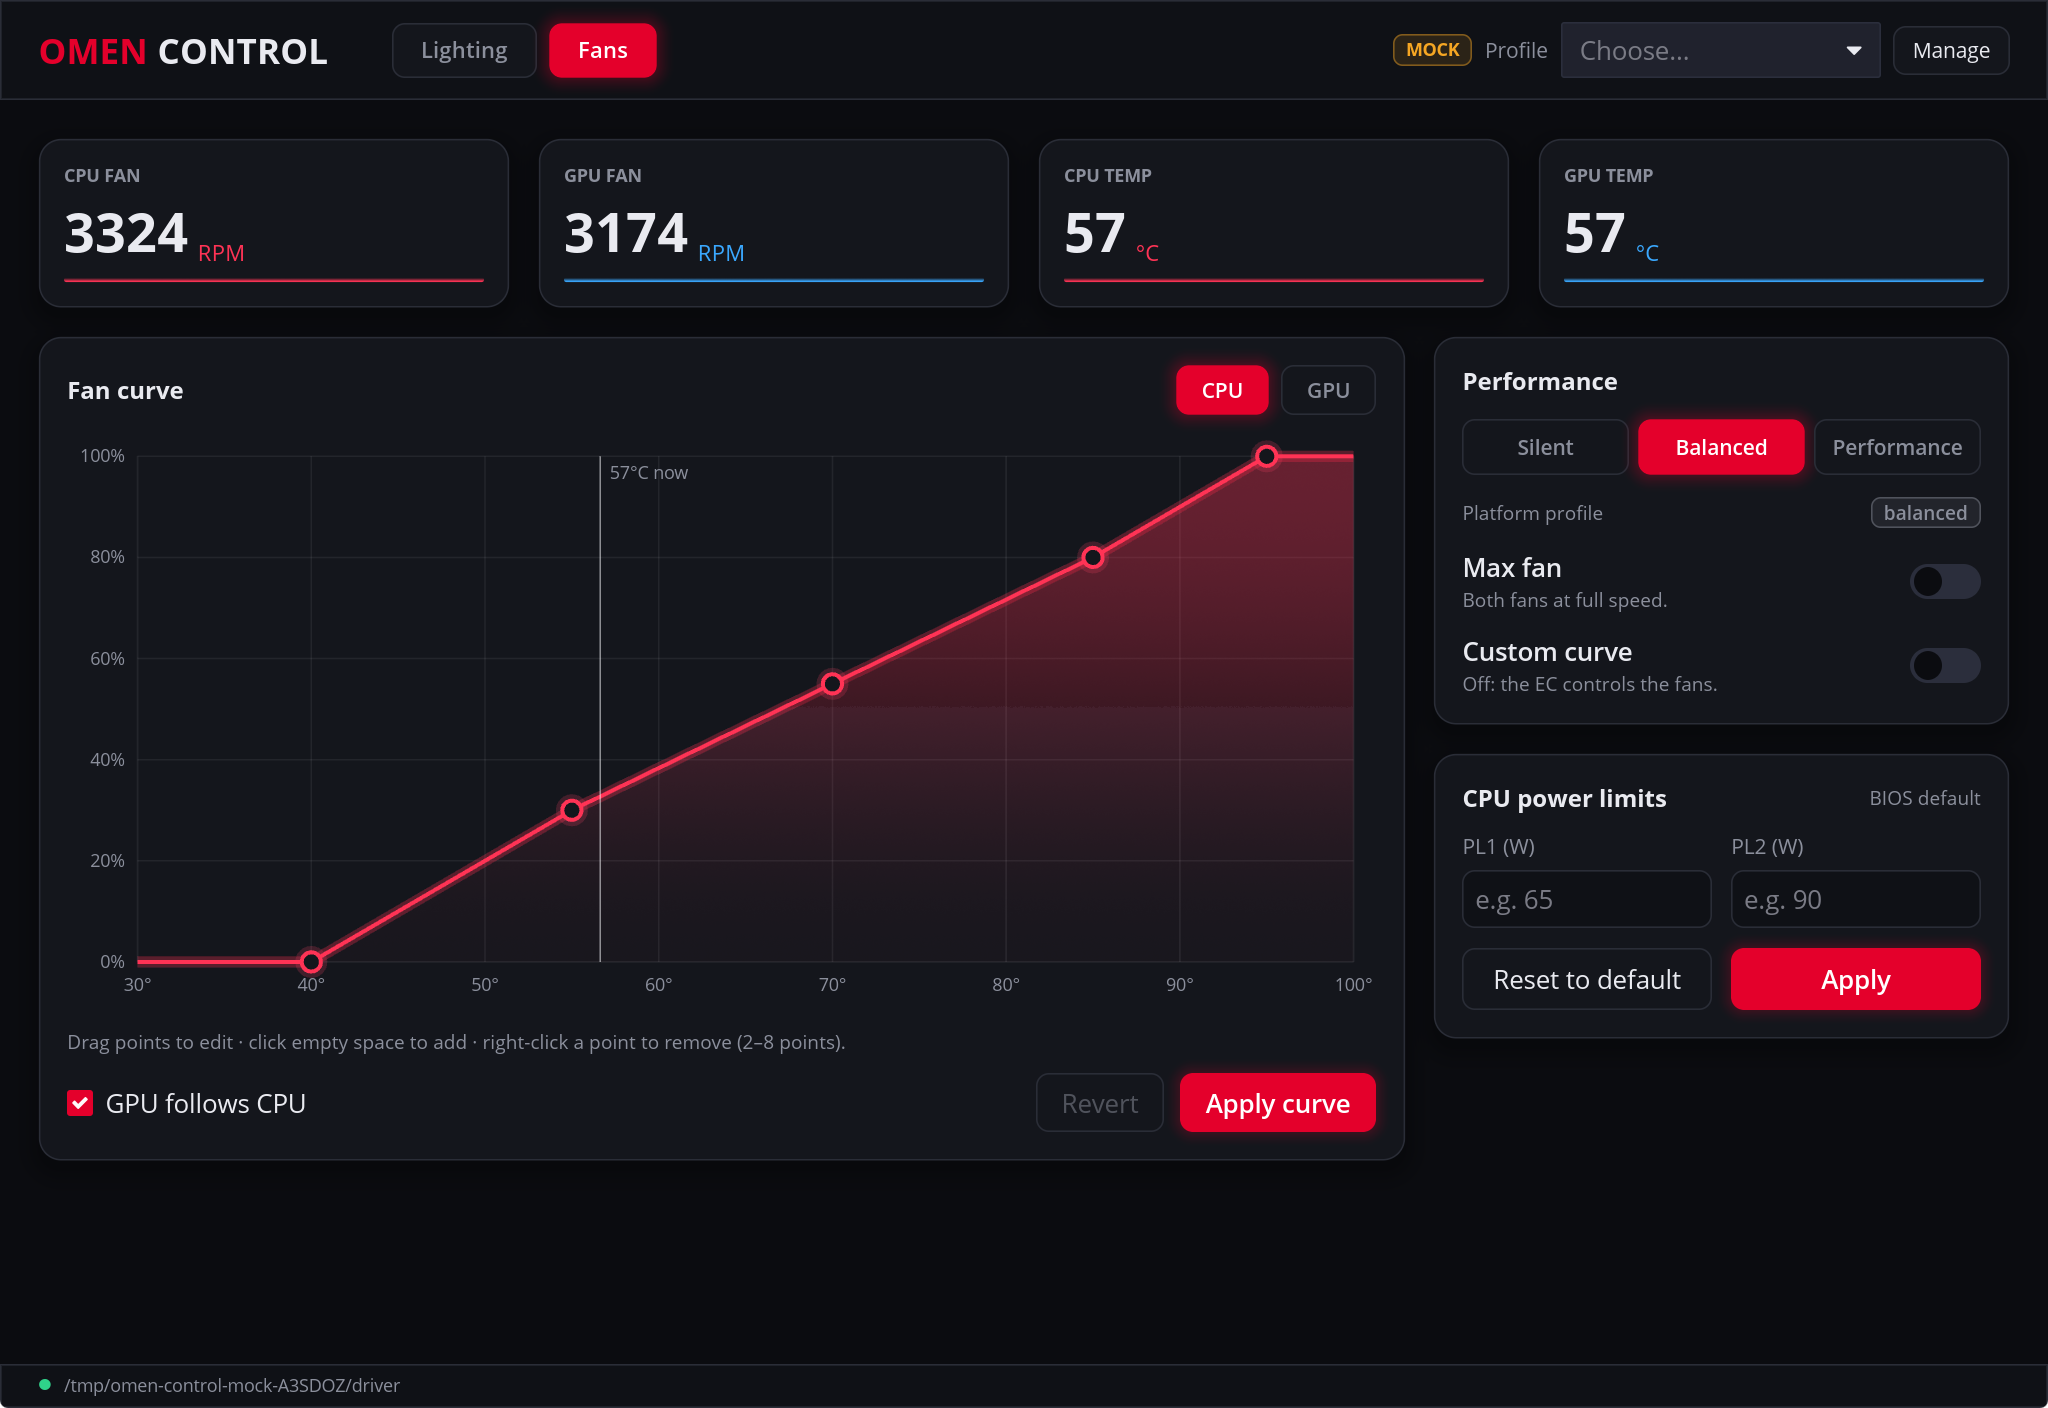 OMEN CONTROL
Lighting
Fans
MOCK
Profile
Choose...
Manage
CPU FAN
3324 RPM
GPU FAN
3174 RPM
CPU TEMP
57 °C
GPU TEMP
57 °C
Fan curve
CPU
GPU
100%
80%
60%
40%
20%
0%
57°C now
30°
40°
50°
60°
70°
80°
90°
100°
Drag points to edit · click empty space to add · right-click a point to remove (2–8 points).
GPU follows CPU
Revert
Apply curve
Performance
Silent
Balanced
Performance
Platform profile
balanced
Max fan
Both fans at full speed.
Custom curve
Off: the EC controls the fans.
CPU power limits
BIOS default
PL1 (W)
PL2 (W)
e.g. 65
e.g. 90
Reset to default
Apply
/tmp/omen-control-mock-A3SDOZ/driver